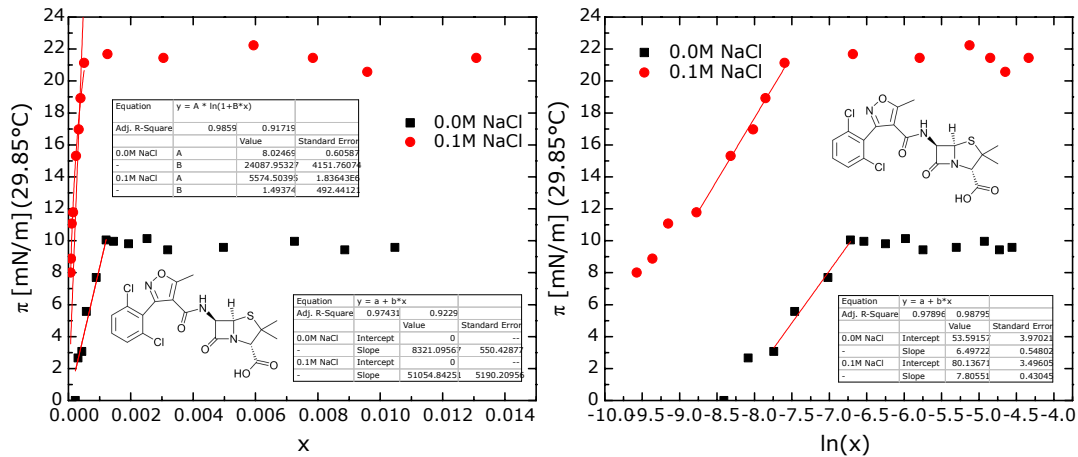 24
22
20
18
16
14
12
10
8
6
4
2
0
π [mN/m] (29.85°C)
Equation y = A * ln(1+B*x)
Adj. R-Square 0.9859 0.91719
Value Standard Error
0.0M NaCl A 8.02469 0.60587
- B 24087.95327 4151.76074
0.1M NaCl A 5574.50395 1.83643E6
- B 1.49374 492.44121
0.0M NaCl
0.1M NaCl
O
N
Cl
Cl
O
NH
H
S
N
O
O
HO
Equation y = a + b*x
Adj. R-Square 0.97431 0.9229
Value Standard Error
0.0M NaCl Intercept 0 --
- Slope 8321.09567 550.42877
0.1M NaCl Intercept 0 --
- Slope 51054.84251 5190.20956
0.000 0.002 0.004 0.006 0.008 0.010 0.012 0.014
x
24
22
20
18
16
14
12
10
8
6
4
2
0
π [mN/m] (29.85°C)
0.0M NaCl
0.1M NaCl
O
N
Cl
Cl
O
NH
H
S
N
O
O
HO
Equation y = a + b*x
Adj. R-Square 0.97896 0.98795
Value Standard Error
0.0M NaCl Intercept 53.59157 3.97021
- Slope 6.49722 0.54802
0.1M NaCl Intercept 80.13671 3.49605
- Slope 7.80551 0.43045
-10.0 -9.5 -9.0 -8.5 -8.0 -7.5 -7.0 -6.5 -6.0 -5.5 -5.0 -4.5 -4.0
ln(x)